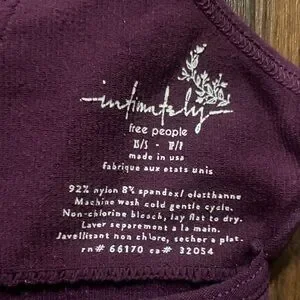 intimately
free people
XS/S - TP/P
made in usa
fabrique aux etats unis
92% nylon 8% spandex/ elasthanne
Machine wash cold gentle cycle.
Non-chlorine bleach, lay flat to dry.
Laver separement a la main.
Javellisant non chlore, secher a plat.
rn# 66170 ca# 32054